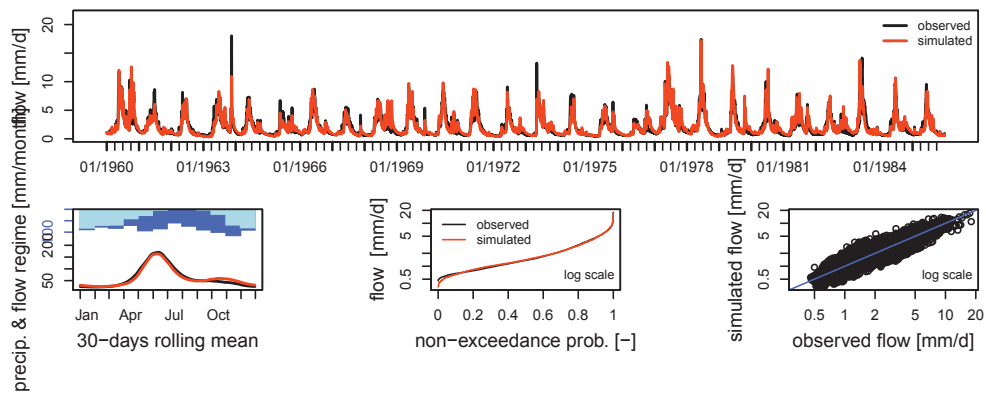 flow [mm/d]
20
10
5
0
observed
simulated
01/1960
01/1963
01/1966
01/1969
01/1972
01/1975
01/1978
01/1981
01/1984
precip. & flow regime [mm/month]
200
50
Jan
Apr
Jul
Oct
30−days rolling mean
flow [mm/d]
20
5
0.5
observed
simulated
log scale
0
0.2
0.4
0.6
0.8
1
non−exceedance prob. [−]
simulated flow [mm/d]
20
5
2
0.5
log scale
0.5
1
2
5
10
20
observed flow [mm/d]